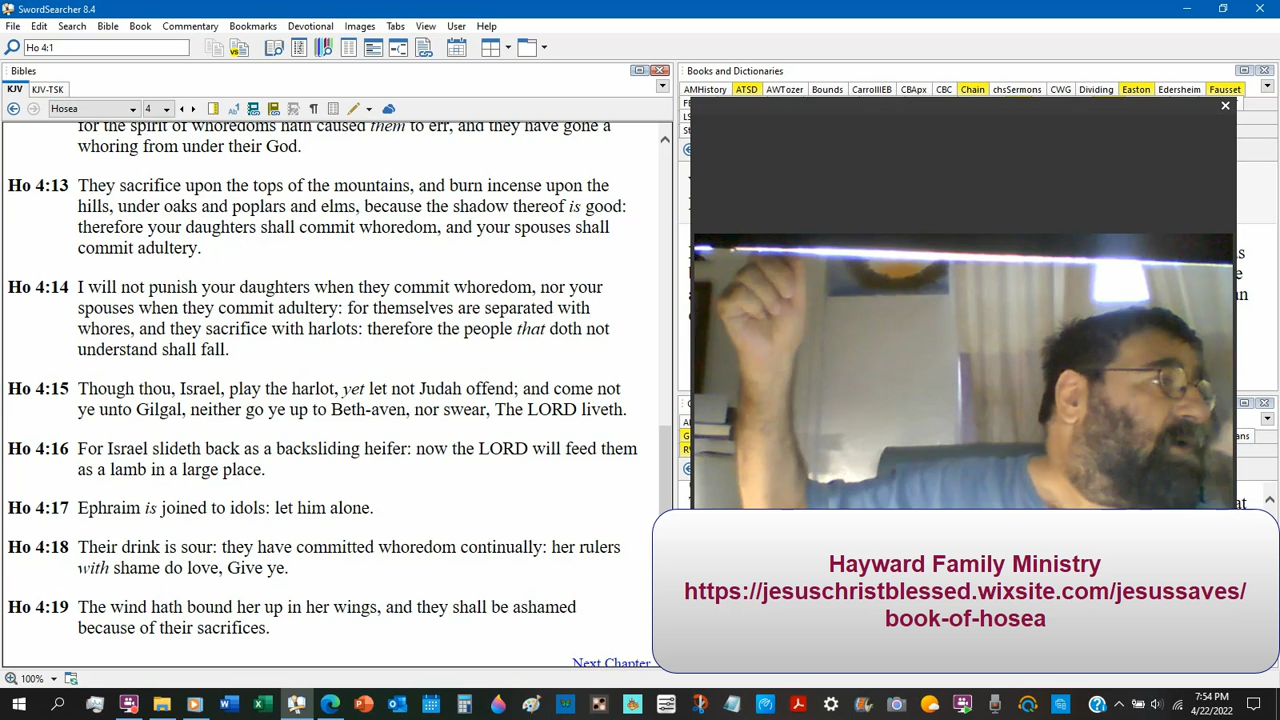 SwordSearcher 8.4
File Edit Search Bible Book Commentary Bookmarks Devotional Images Tabs View User Help
Ho 4:1
Bibles
KJV KJV-TSK
Hosea 4
for the spirit of whoredoms hath caused them to err, and they have gone a
whoring from under their God.
Ho 4:13 They sacrifice upon the tops of the mountains, and burn incense upon the
hills, under oaks and poplars and elms, because the shadow thereof is good:
therefore your daughters shall commit whoredom, and your spouses shall
commit adultery.
Ho 4:14 I will not punish your daughters when they commit whoredom, nor your
spouses when they commit adultery: for themselves are separated with
whores, and they sacrifice with harlots: therefore the people that doth not
understand shall fall.
Ho 4:15 Though thou, Israel, play the harlot, yet let not Judah offend; and come not
ye unto Gilgal, neither go ye up to Beth-aven, nor swear, The LORD liveth.
Ho 4:16 For Israel slideth back as a backsliding heifer: now the LORD will feed them
as a lamb in a large place.
Ho 4:17 Ephraim is joined to idols: let him alone.
Ho 4:18 Their drink is sour: they have committed whoredom continually: her rulers
with shame do love, Give ye.
Ho 4:19 The wind hath bound her up in her wings, and they shall be ashamed
because of their sacrifices.
Next Chapter
100%
Books and Dictionaries
AMHistory ATSD AWTozer Bounds CarrollIEB CBApx CBC Chain chsSermons CWG Dividing Easton Edersheim Fausset
Hayward Family Ministry
https://jesuschristblessed.wixsite.com/jesussaves/
book-of-hosea
7:54 PM
4/22/2022